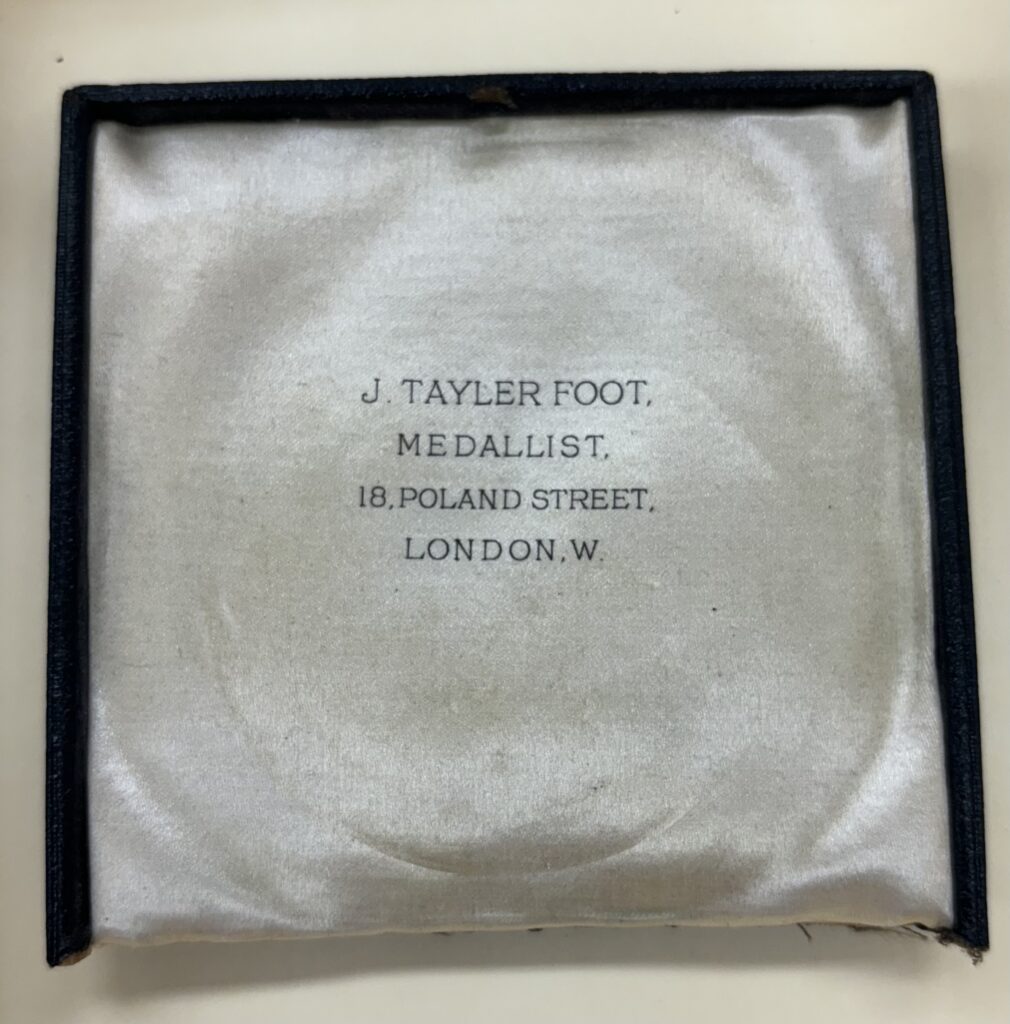 J. TAYLER FOOT,
MEDALLIST,
18, POLAND STREET,
LONDON, W.